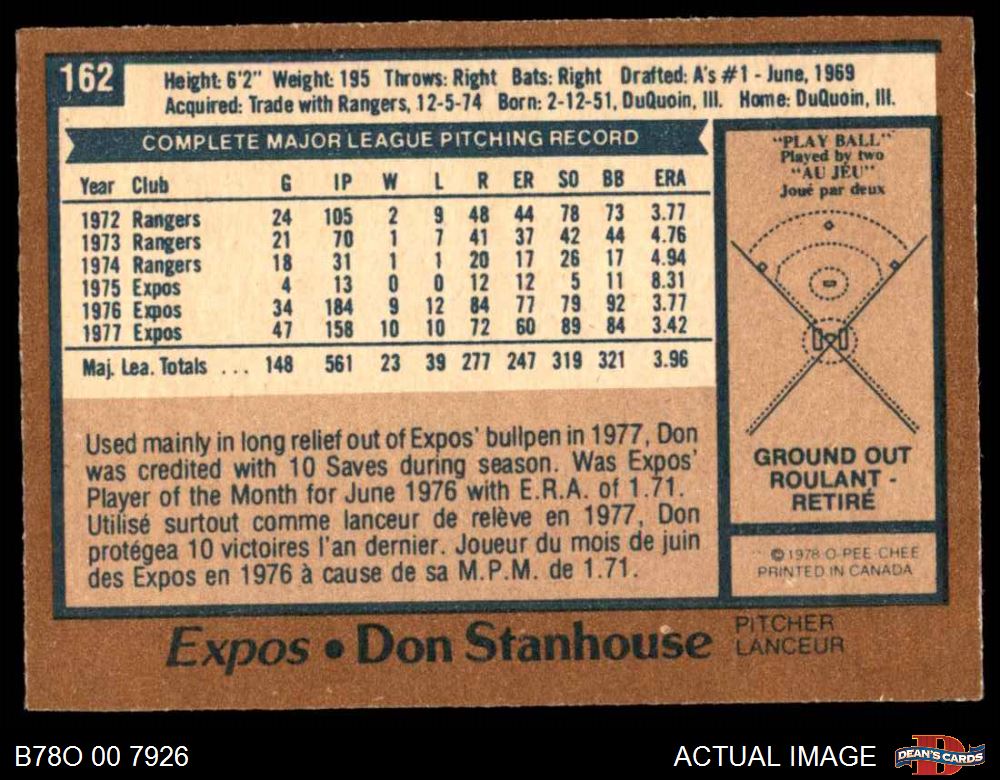 162
Height: 6'2" Weight: 195 Throws: Right Bats: Right Drafted: A's #1 - June, 1969
Acquired: Trade with Rangers, 12-5-74 Born: 2-12-51, DuQuoin, Ill. Home: DuQuoin, Ill.
COMPLETE MAJOR LEAGUE PITCHING RECORD
Year Club G IP W L R ER SO BB ERA
1972 Rangers 24 105 2 9 48 44 78 73 3.77
1973 Rangers 21 70 1 7 41 37 42 44 4.76
1974 Rangers 18 31 1 1 20 17 26 17 4.94
1975 Expos 4 13 0 0 12 12 5 11 8.31
1976 Expos 34 184 9 12 84 77 79 92 3.77
1977 Expos 47 158 10 10 72 60 89 84 3.42
Maj. Lea. Totals ... 148 561 23 39 277 247 319 321 3.96
Used mainly in long relief out of Expos' bullpen in 1977, Don
was credited with 10 Saves during season. Was Expos'
Player of the Month for June 1976 with E.R.A. of 1.71.
Utilisé surtout comme lanceur de relève en 1977, Don
protégea 10 victoires l'an dernier. Joueur du mois de juin
des Expos en 1976 à cause de sa M.P.M. de 1.71.
"PLAY BALL"
Played by two
"AU JEU"
Joué par deux
GROUND OUT
ROULANT -
RETIRÉ
© 1978 O-PEE-CHEE
PRINTED IN CANADA
Expos • Don Stanhouse
PITCHER
LANCEUR
B78O 00 7926
ACTUAL IMAGE
DEAN'S CARDS